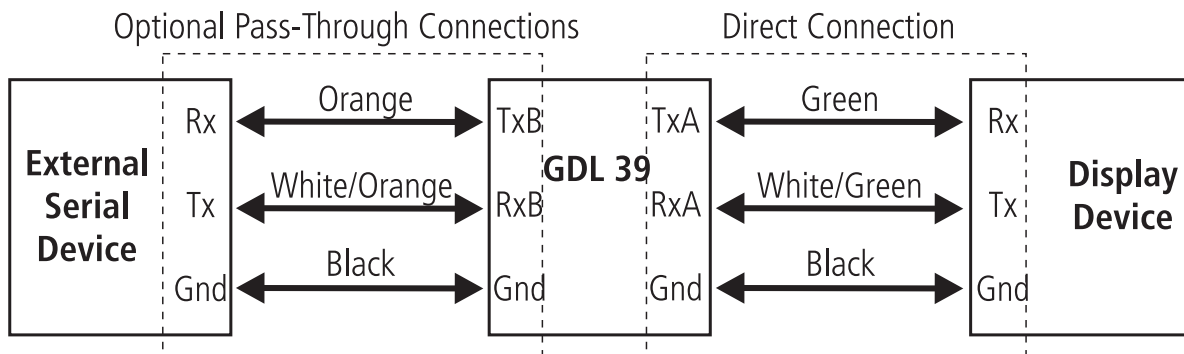 Optional Pass-Through Connections
Direct Connection
External
Serial
Device
Rx
Tx
Gnd
Orange
White/Orange
Black
TxB
RxB
Gnd
GDL 39
TxA
RxA
Gnd
Green
White/Green
Black
Rx
Tx
Gnd
Display
Device